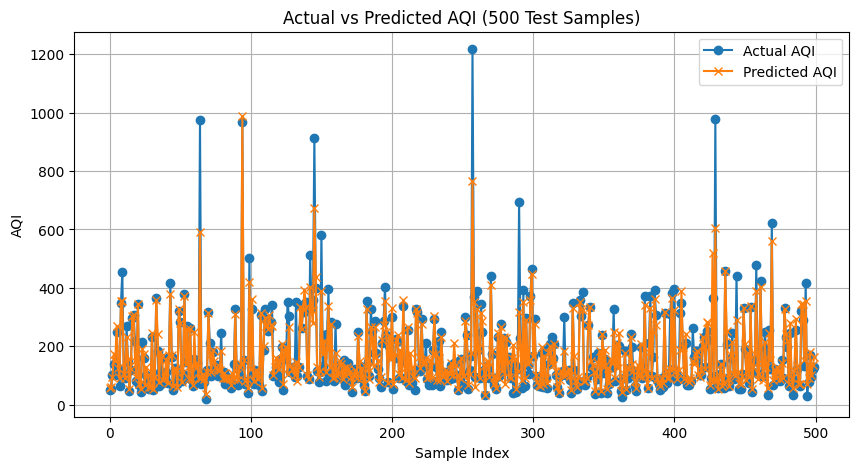 Actual vs Predicted AQI (500 Test Samples)
Actual AQI
Predicted AQI
AQI
1200
1000
800
600
400
200
0
0 100 200 300 400 500
Sample Index